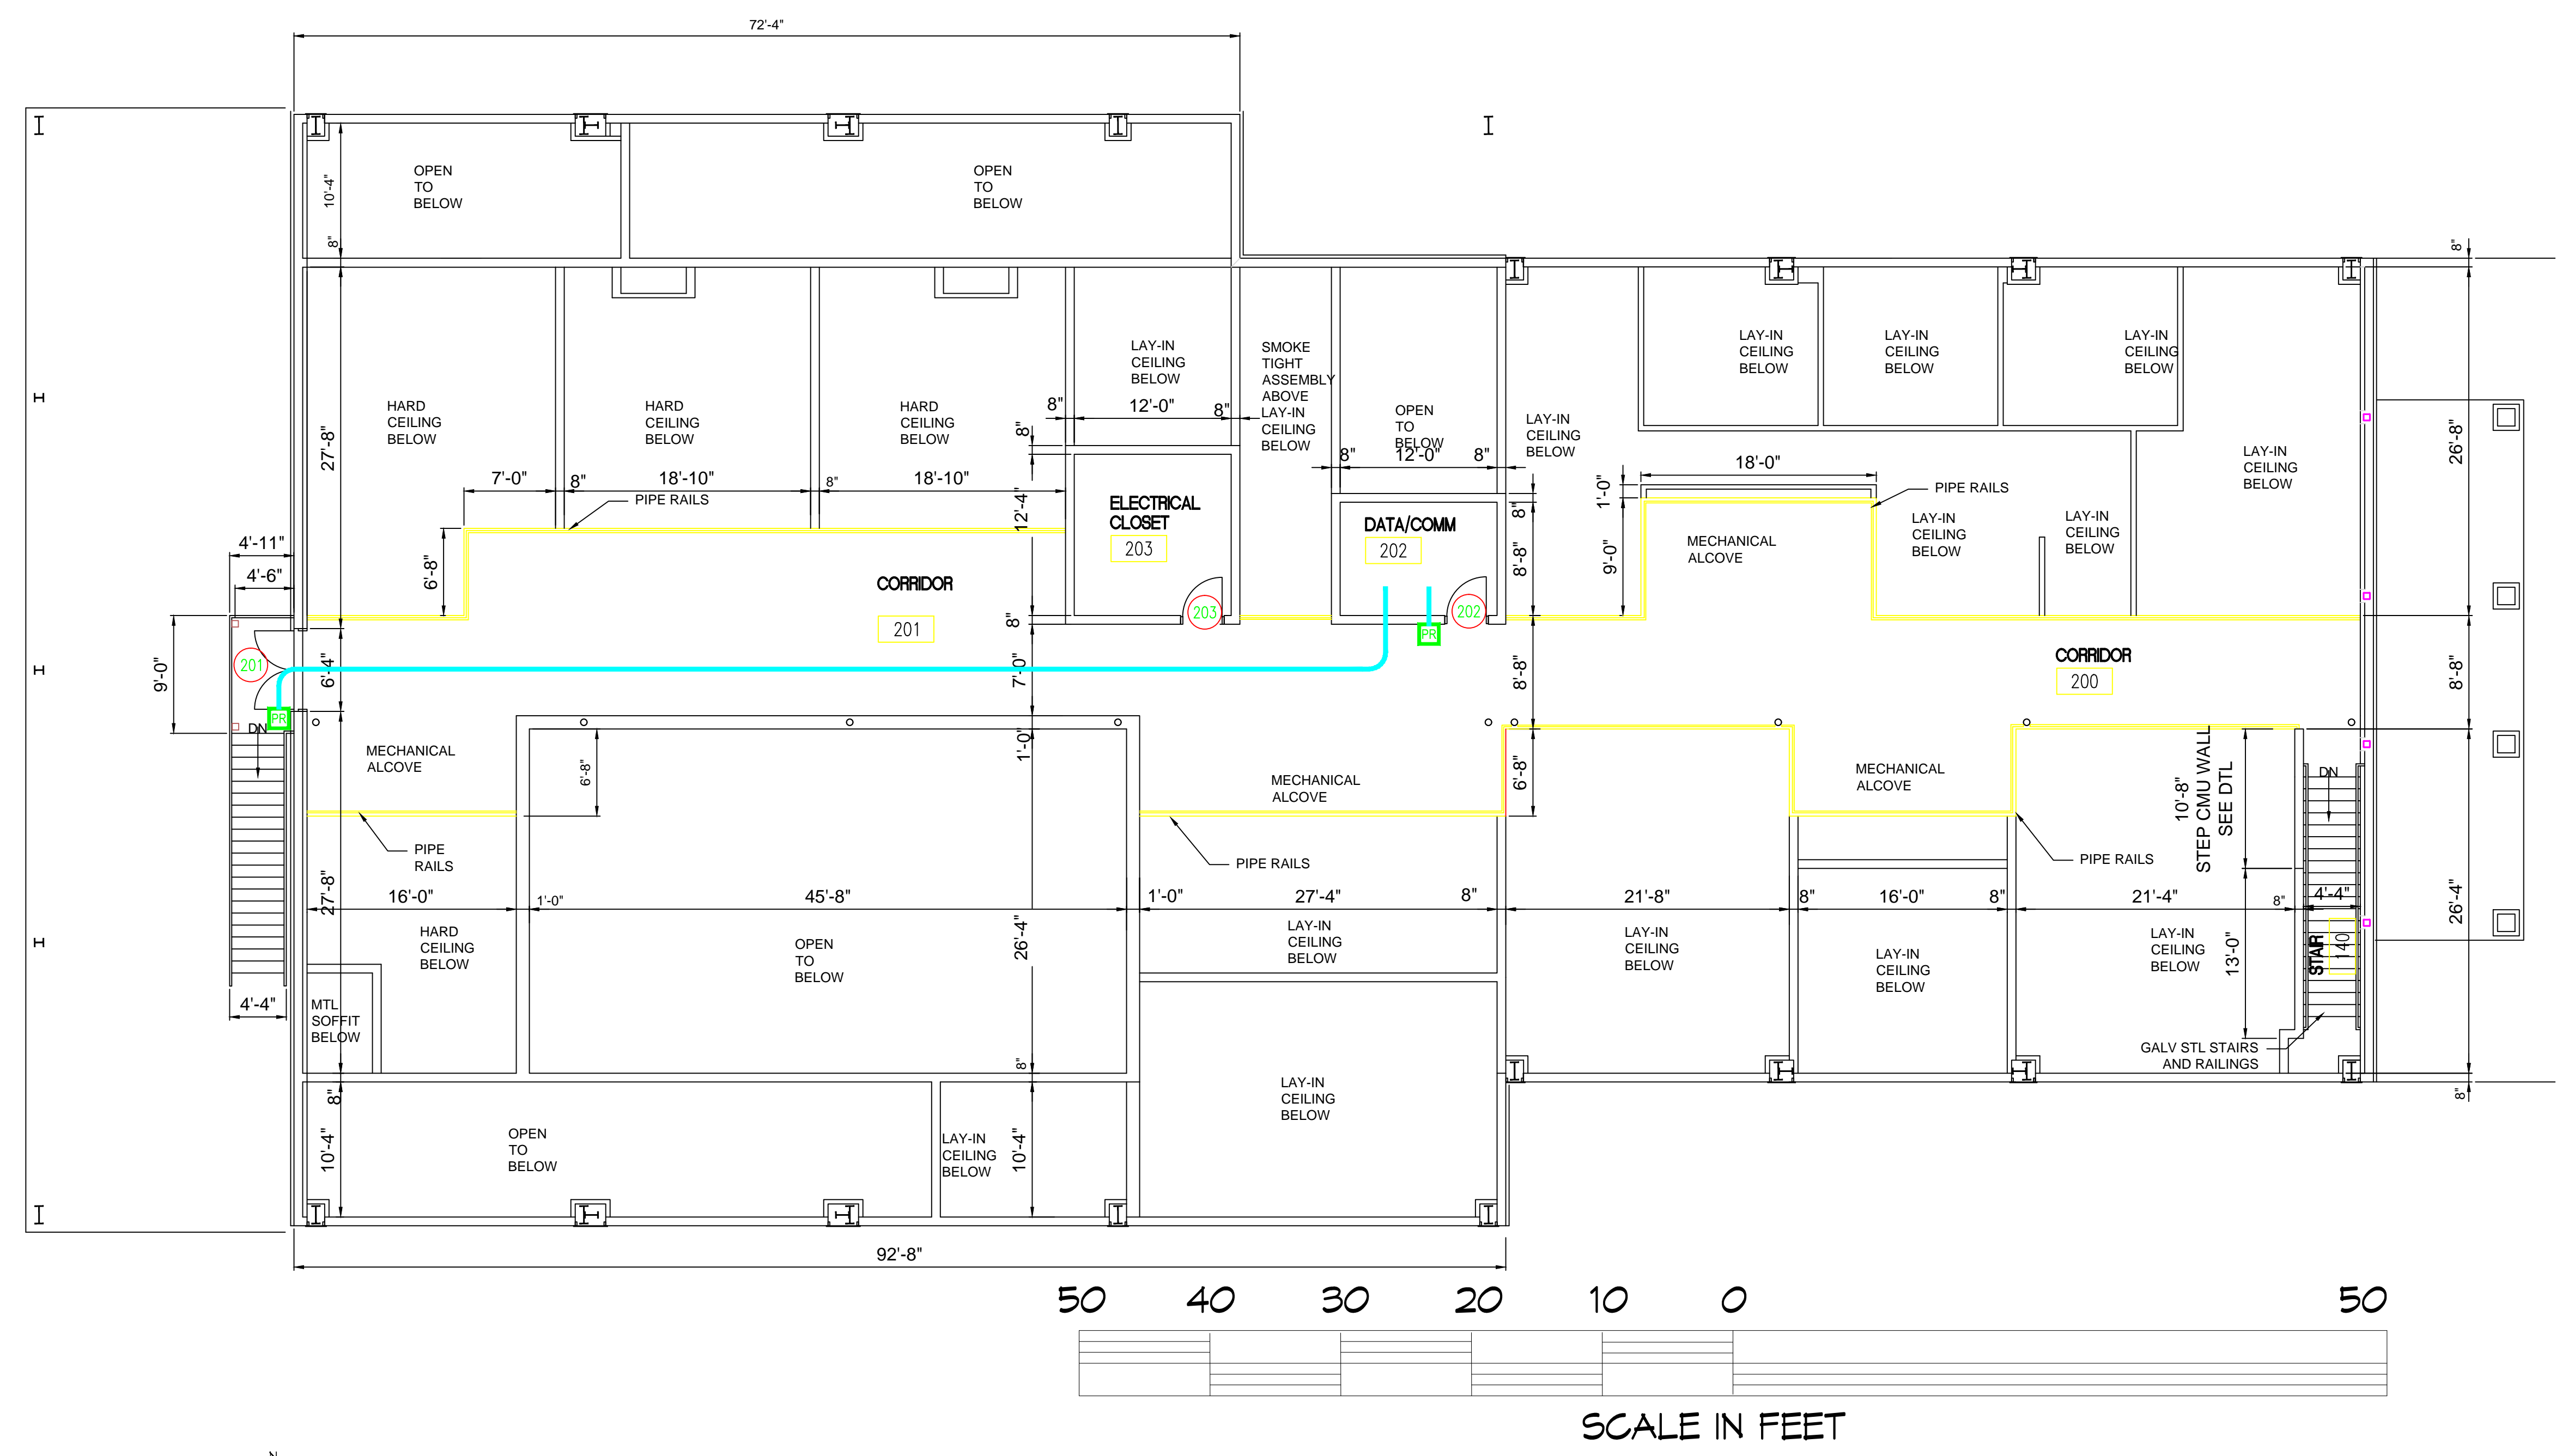 72'-4"
OPEN
TO
BELOW
OPEN
TO
BELOW
10'-4"
8"
8"
HARD
CEILING
BELOW
HARD
CEILING
BELOW
HARD
CEILING
BELOW
LAY-IN
CEILING
BELOW
SMOKE
TIGHT
ASSEMBLY
ABOVE
LAY-IN
CEILING
BELOW
OPEN
TO
BELOW
LAY-IN
CEILING
BELOW
LAY-IN
CEILING
BELOW
LAY-IN
CEILING
BELOW
LAY-IN
CEILING
BELOW
LAY-IN
CEILING
BELOW
27'-8"
8"
12'-0"
8"
8"
8"
12'-0"
8"
26'-8"
7'-0"
8"
18'-10"
8"
18'-10"
PIPE RAILS
12'-4"
18'-0"
1'-0"
PIPE RAILS
ELECTRICAL
CLOSET
203
DATA/COMM
202
8"
8'-8"
9'-0"
MECHANICAL
ALCOVE
LAY-IN
CEILING
BELOW
LAY-IN
CEILING
BELOW
4'-11"
4'-6"
6'-8"
CORRIDOR
201
8"
203
202
PR
9'-0"
201
6'-4"
7'-0"
8'-8"
CORRIDOR
200
8'-8"
PR
DN
MECHANICAL
ALCOVE
6'-8"
1'-0"
MECHANICAL
ALCOVE
6'-8"
MECHANICAL
ALCOVE
10'-8"
STEP CMU WALL
SEE DTL
DN
PIPE
RAILS
PIPE RAILS
PIPE RAILS
27'-8"
16'-0"
1'-0"
45'-8"
1'-0"
27'-4"
8"
21'-8"
8"
16'-0"
8"
21'-4"
8"
4'-4"
26'-4"
HARD
CEILING
BELOW
OPEN
TO
BELOW
26'-4"
LAY-IN
CEILING
BELOW
LAY-IN
CEILING
BELOW
LAY-IN
CEILING
BELOW
LAY-IN
CEILING
BELOW
13'-0"
STAIR
140
4'-4"
MTL
SOFFIT
BELOW
8"
8"
GALV STL STAIRS
AND RAILINGS
8"
LAY-IN
CEILING
BELOW
10'-4"
OPEN
TO
BELOW
LAY-IN
CEILING
BELOW
10'-4"
92'-8"
50 40 30 20 10 0 50
SCALE IN FEET